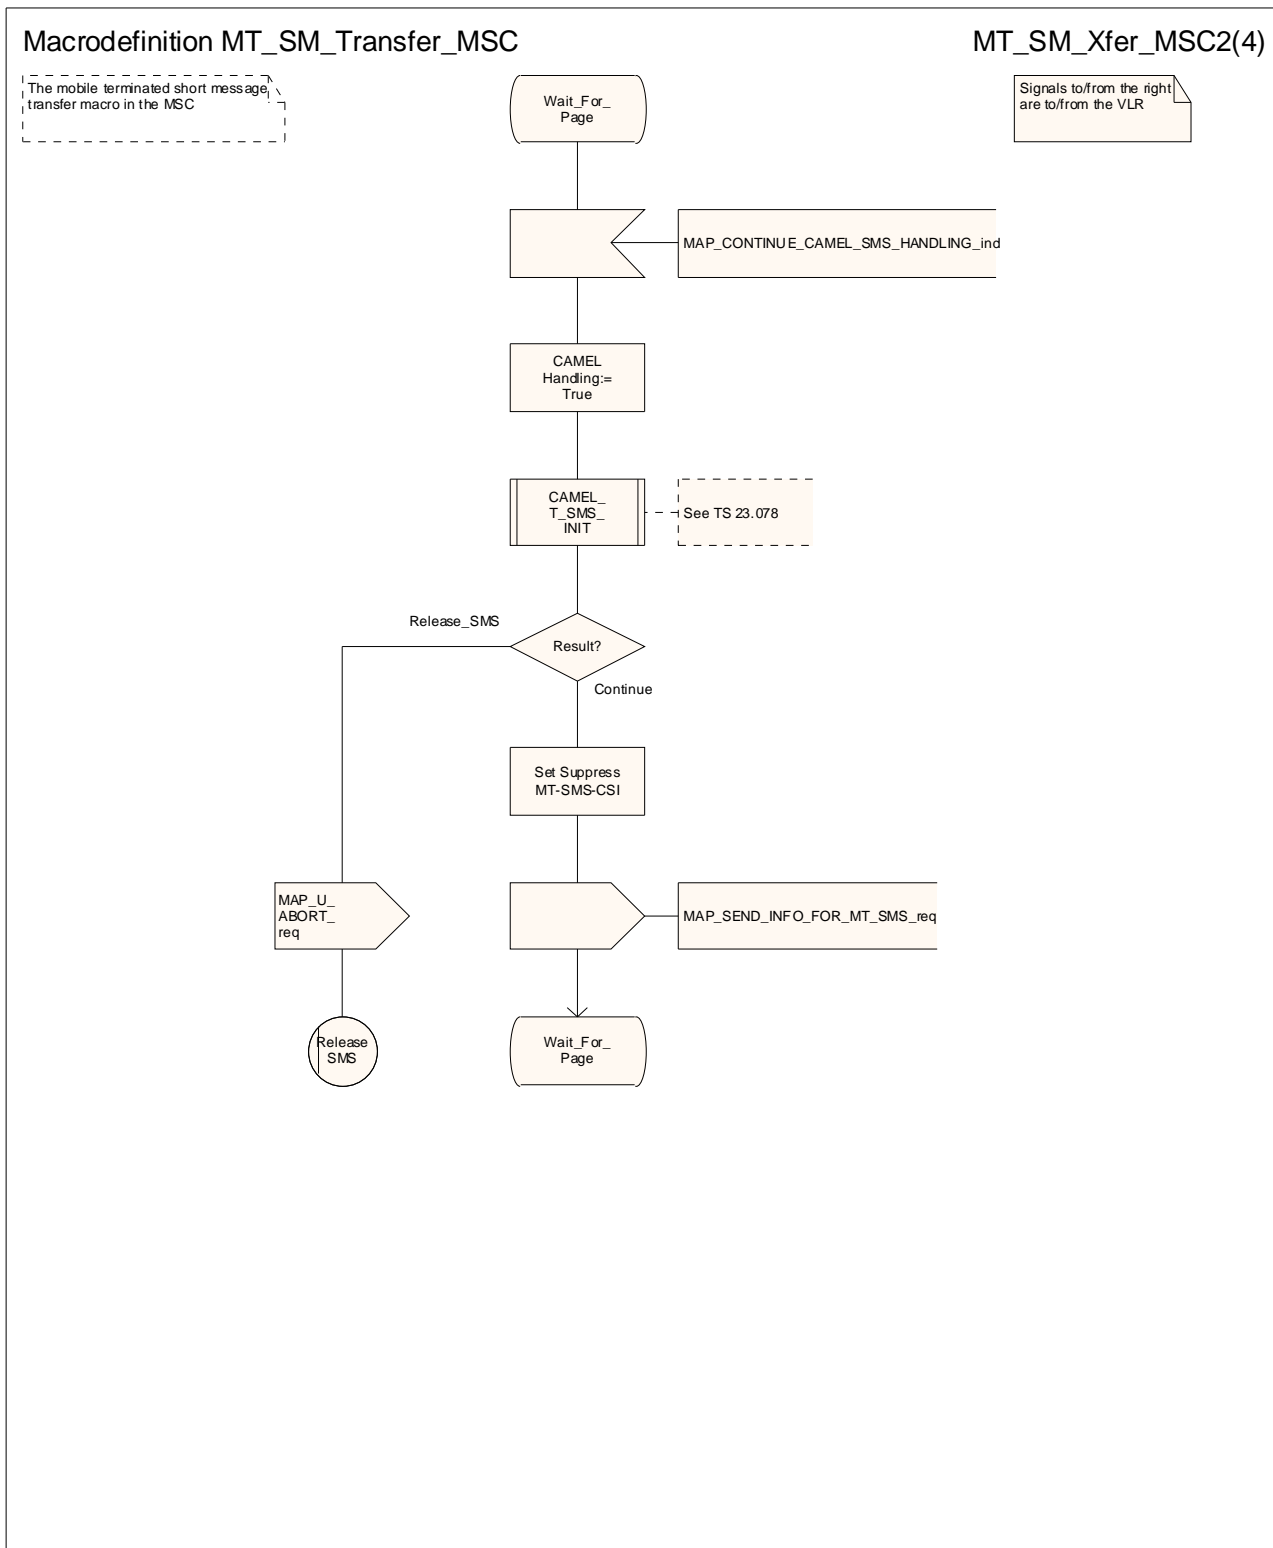 Macrodefinition MT_SM_Transfer_MSC
MT_SM_Xfer_MSC2(4)
The mobile terminated short message
transfer macro in the MSC
Wait_For_
Page
Signals to/from the right
are to/from the VLR
MAP_CONTINUE_CAMEL_SMS_HANDLING_ind
CAMEL
Handling:=
True
CAMEL_
T_SMS_
INIT
See TS 23.078
Release_SMS
Result?
Continue
Set Suppress
MT-SMS-CSI
MAP_U_
ABORT_
req
MAP_SEND_INFO_FOR_MT_SMS_req
Release
SMS
Wait_For_
Page